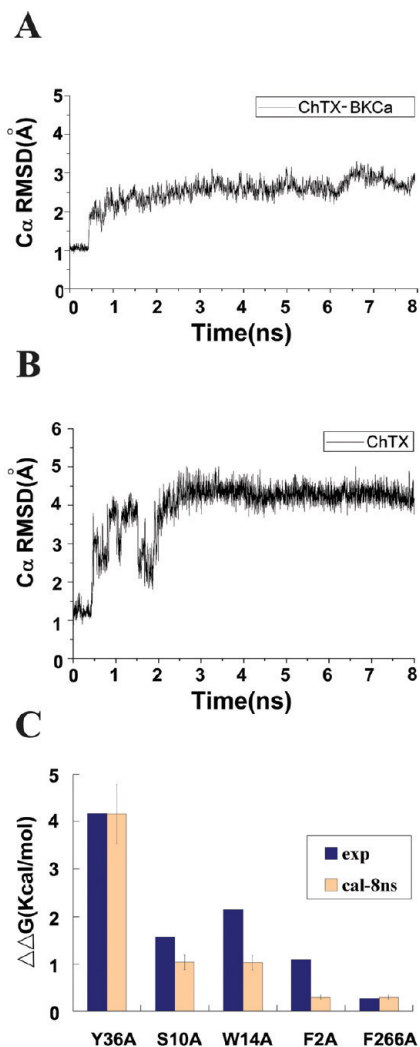 A
ChTX-BKCa
Cα RMSD(Å)
5
4
3
2
1
0
0 1 2 3 4 5 6 7 8
Time(ns)
B
ChTX
Cα RMSD(Å)
6
5
4
3
2
1
0
0 1 2 3 4 5 6 7 8
Time(ns)
C
△△G(Kcal/mol)
5
4
3
2
1
0
exp
cal-8ns
Y36A S10A W14A F2A F266A